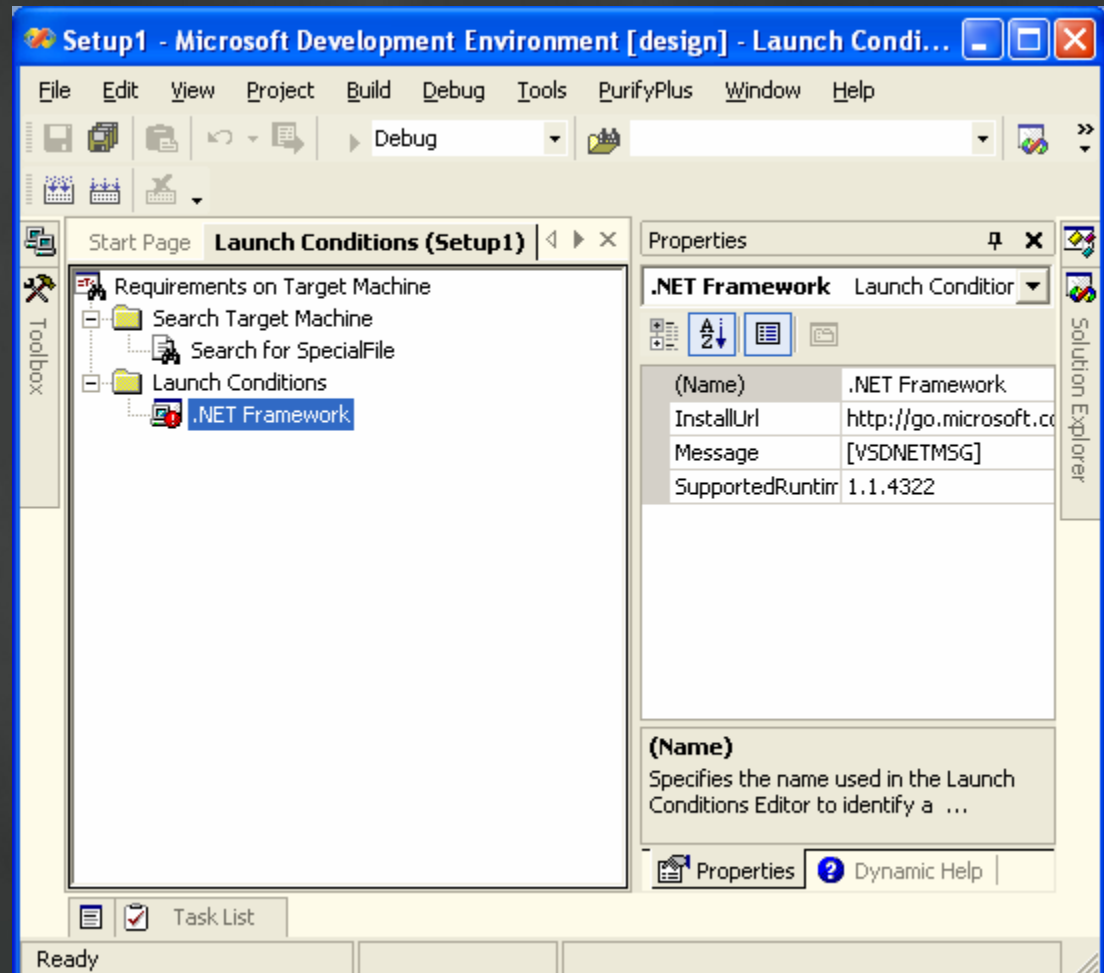 Setup1 - Microsoft Development Environment [design] - Launch Condi...
File Edit View Project Build Debug Tools PurifyPlus Window Help
Debug
Start Page Launch Conditions (Setup1)
Requirements on Target Machine
Search Target Machine
Search for SpecialFile
Launch Conditions
.NET Framework
Toolbox
Properties
.NET Framework Launch Condition
(Name) .NET Framework
InstallUrl http://go.microsoft.co
Message [VSDNETMSG]
SupportedRuntim 1.1.4322
(Name)
Specifies the name used in the Launch
Conditions Editor to identify a ...
Properties Dynamic Help
Solution Explorer
Task List
Ready